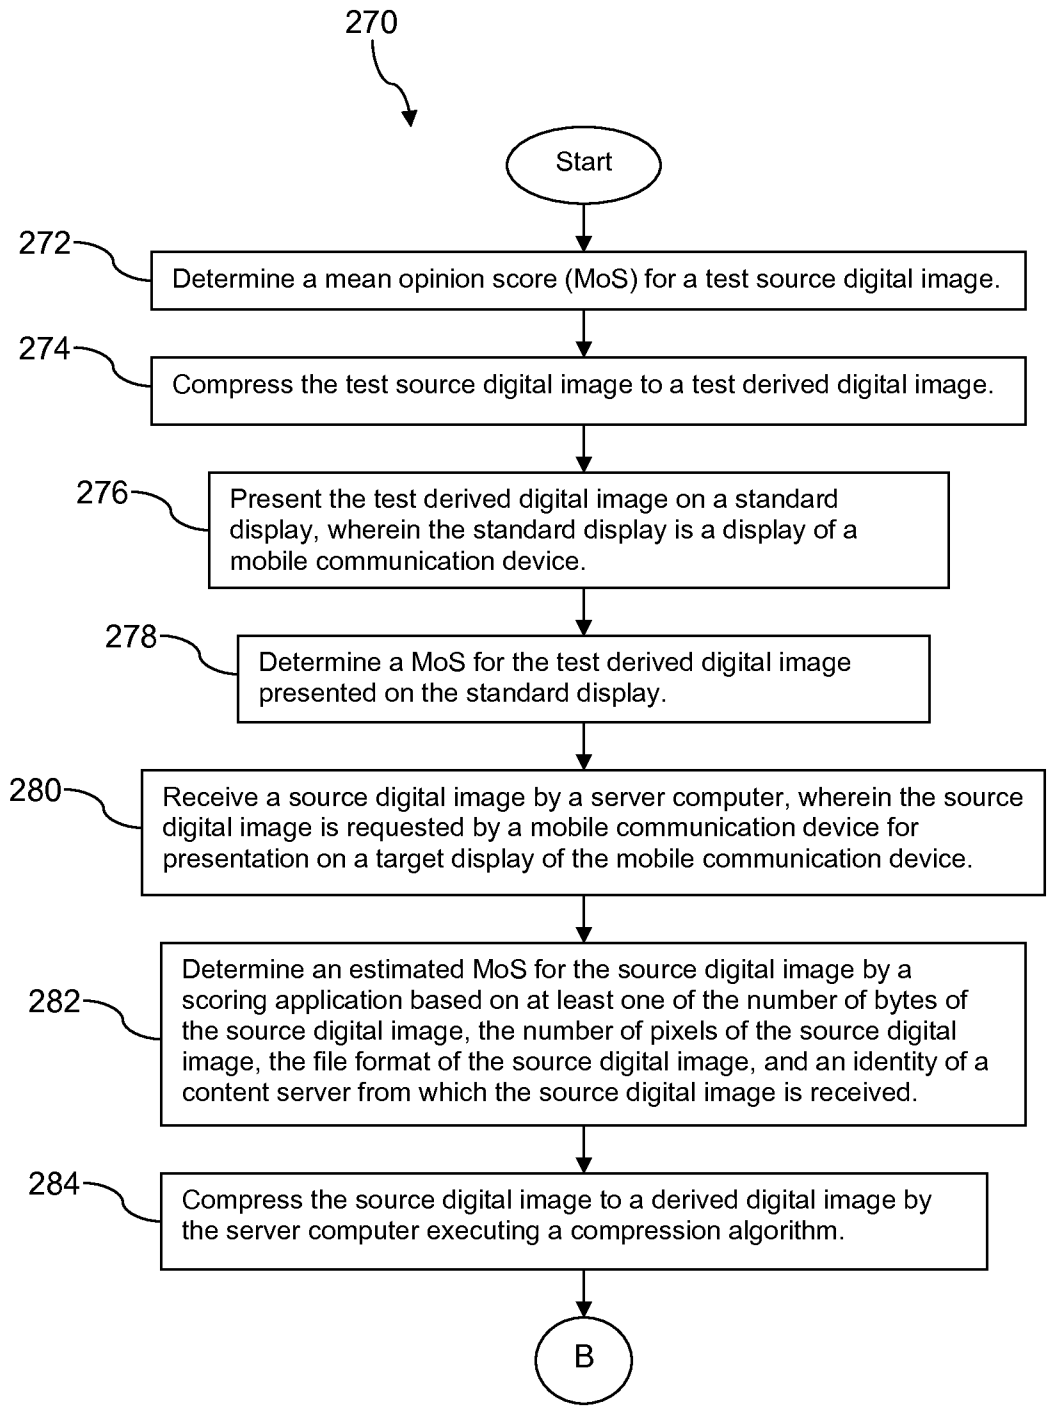 270
Start
272
Determine a mean opinion score (MoS) for a test source digital image.
274
Compress the test source digital image to a test derived digital image.
276
Present the test derived digital image on a standard
display, wherein the standard display is a display of a
mobile communication device.
278
Determine a MoS for the test derived digital image
presented on the standard display.
280
Receive a source digital image by a server computer, wherein the source
digital image is requested by a mobile communication device for
presentation on a target display of the mobile communication device.
282
Determine an estimated MoS for the source digital image by a
scoring application based on at least one of the number of bytes of
the source digital image, the number of pixels of the source digital
image, the file format of the source digital image, and an identity of a
content server from which the source digital image is received.
284
Compress the source digital image to a derived digital image by
the server computer executing a compression algorithm.
B